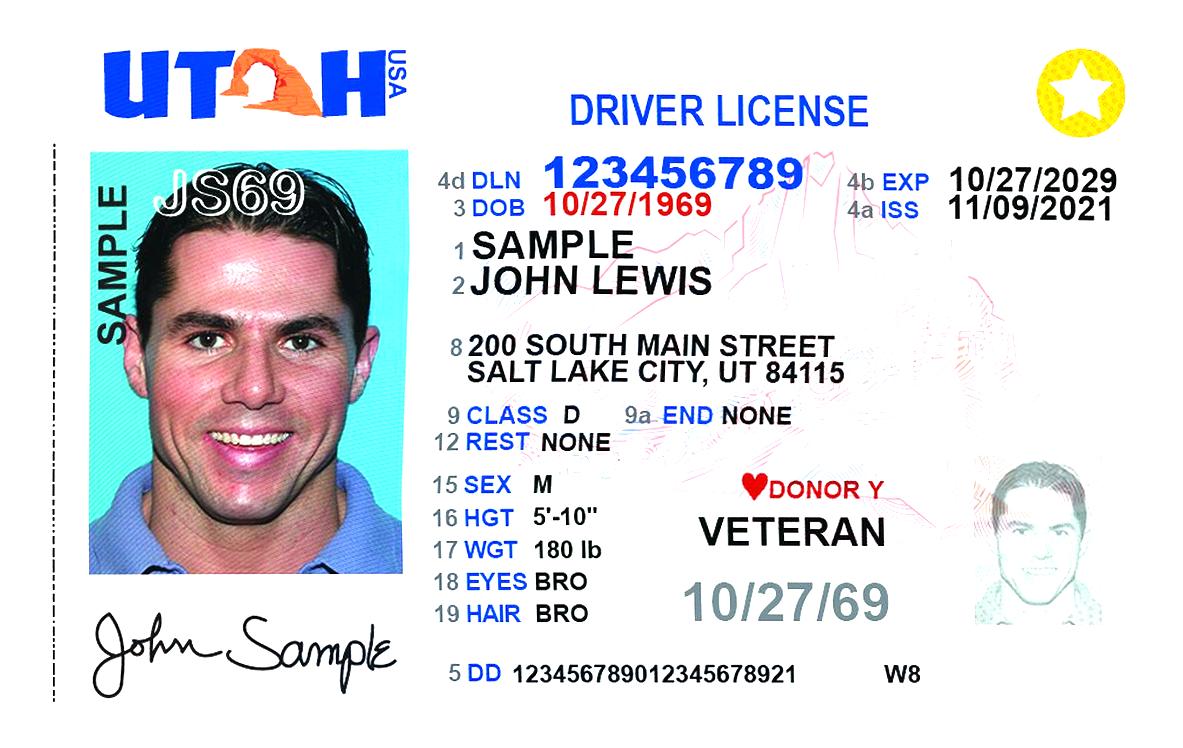 UTAH USA
DRIVER LICENSE
SAMPLE
JS69
4d DLN 123456789 4b EXP 10/27/2029
3 DOB 10/27/1969 4a ISS 11/09/2021
1 SAMPLE
2 JOHN LEWIS
8 200 SOUTH MAIN STREET
SALT LAKE CITY, UT 84115
9 CLASS D 9a END NONE
12 REST NONE
15 SEX M
♥DONOR Y
16 HGT 5'-10"
VETERAN
17 WGT 180 lb
18 EYES BRO
10/27/69
19 HAIR BRO
John Sample
5 DD 123456789012345678921 W8